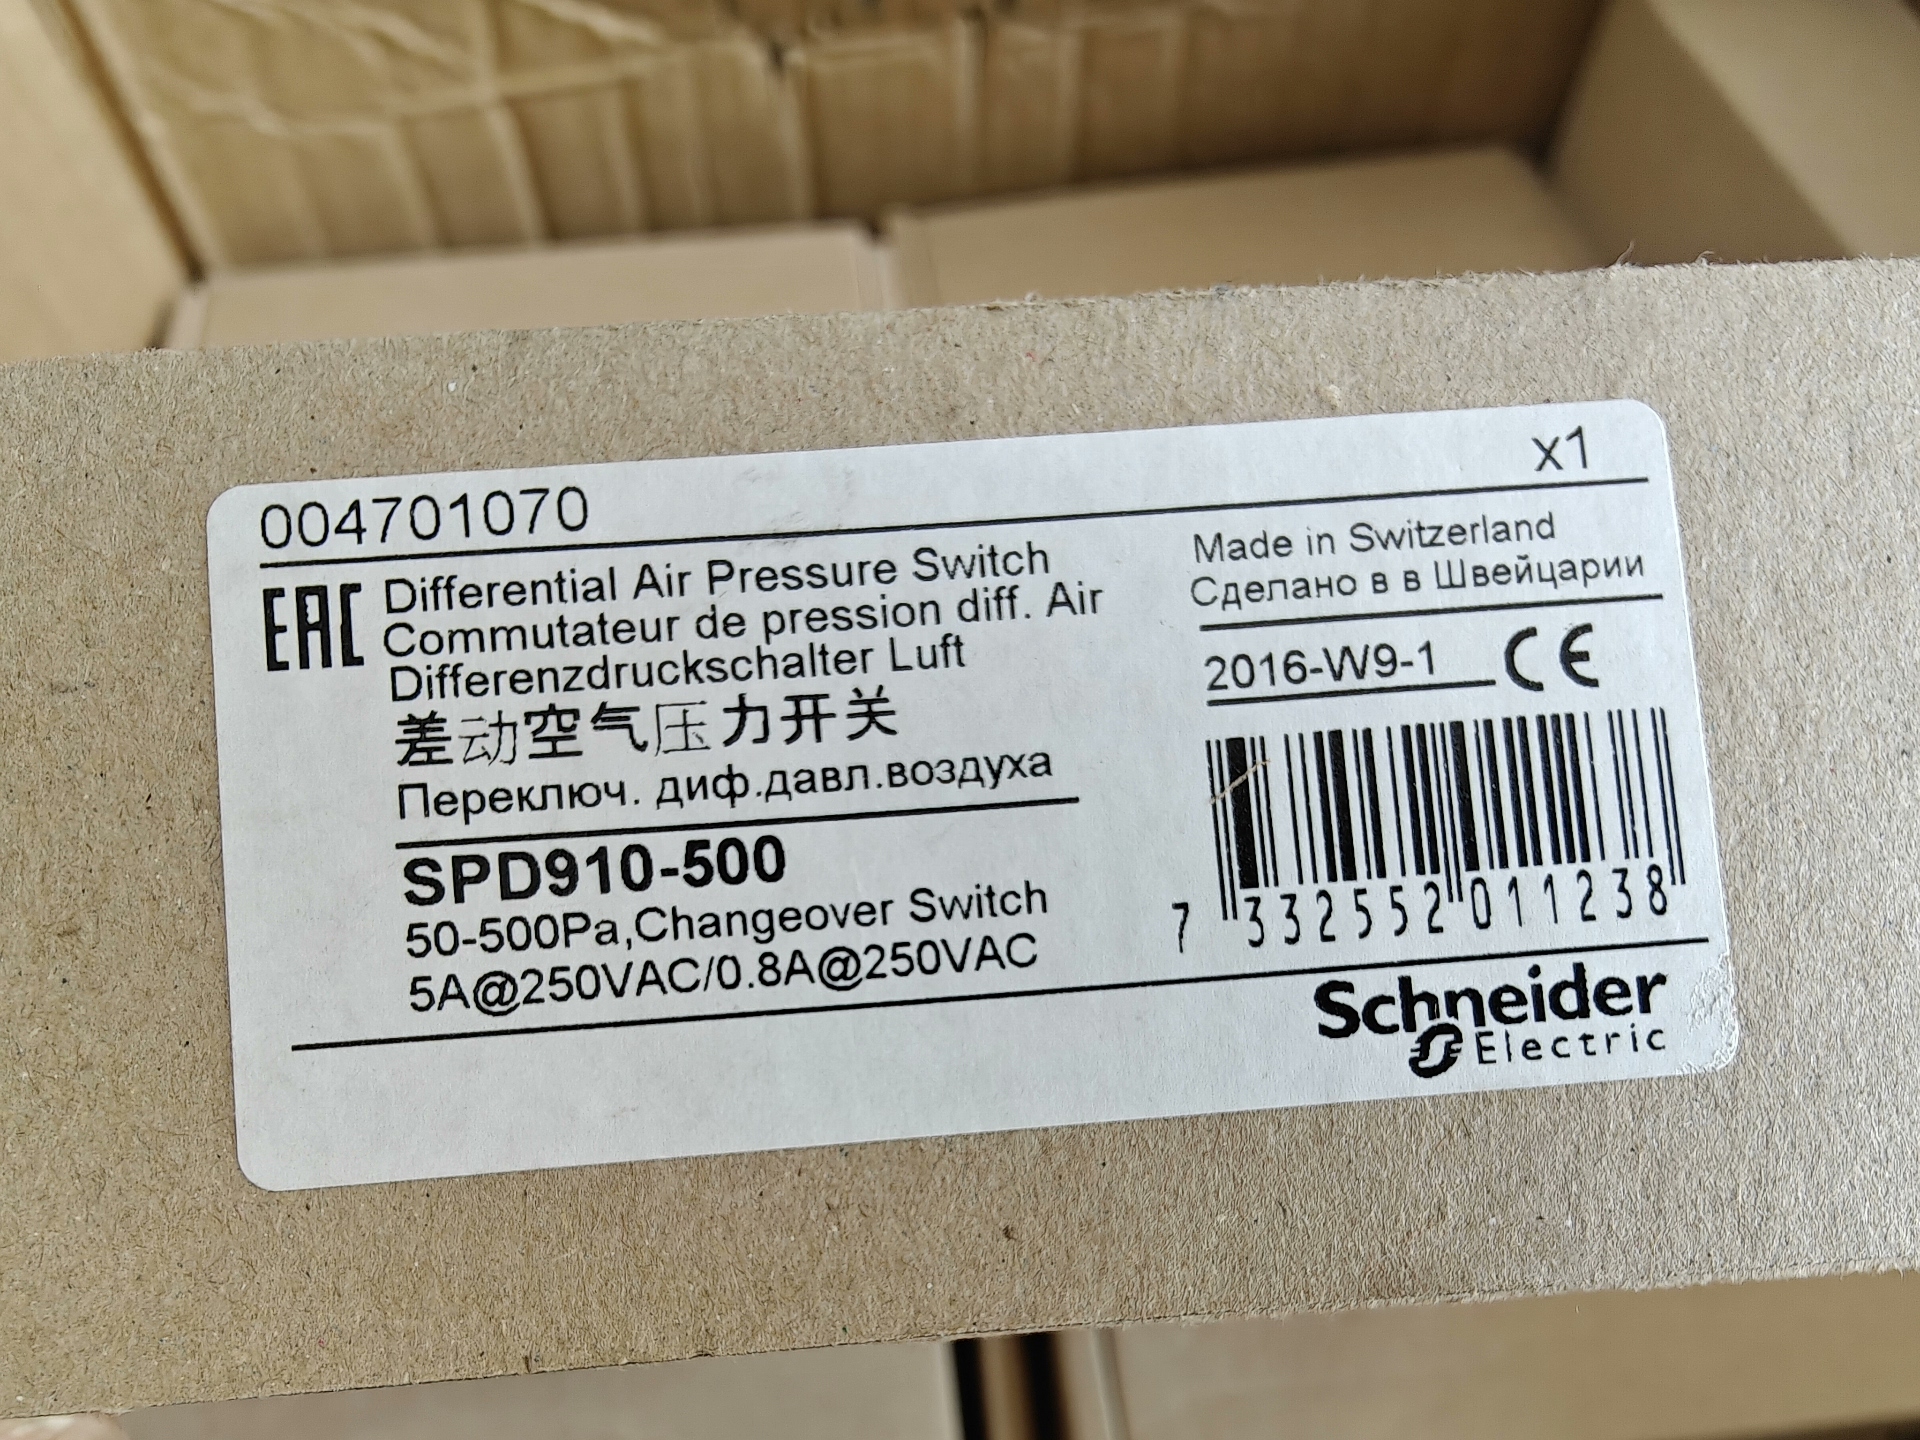 004701070
x1
EAC
Differential Air Pressure Switch
Commutateur de pression diff. Air
Differenzdruckschalter Luft
差动空气压力开关
Переключ. диф.давл.воздуха
SPD910-500
50-500Pa,Changeover Switch
5A@250VAC/0.8A@250VAC
Made in Switzerland
Сделано в в Швейцарии
2016-W9-1 CE
7 332552 011238
Schneider
Electric